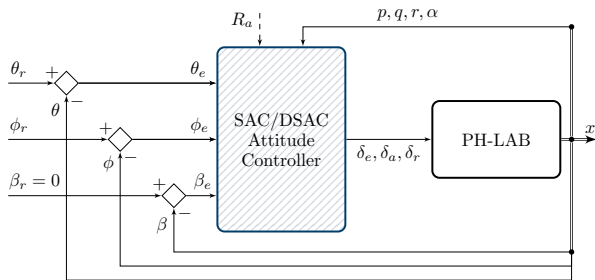 p, q, r, α
R_a
θ_r
+
θ_e
−
θ
SAC/DSAC
Attitude
Controller
PH-LAB
φ_r
+
φ_e
−
φ
δ_e, δ_a, δ_r
x
β_r = 0
+
β_e
−
β